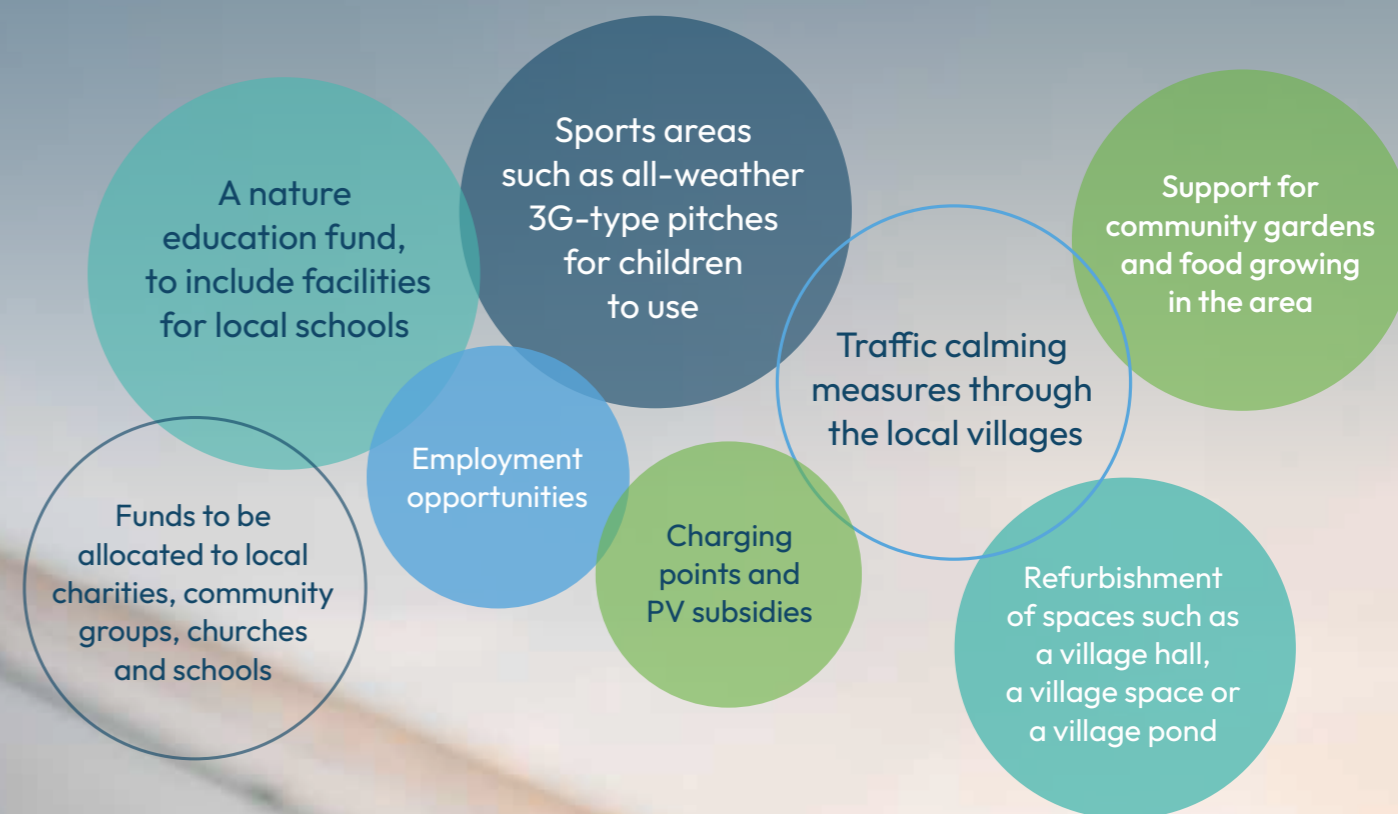 A nature
education fund,
to include facilities
for local schools
Sports areas
such as all-weather
3G-type pitches
for children
to use
Support for
community gardens
and food growing
in the area
Traffic calming
measures through
the local villages
Employment
opportunities
Funds to be
allocated to local
charities, community
groups, churches
and schools
Charging
points and
PV subsidies
Refurbishment
of spaces such as
a village hall,
a village space or
a village pond